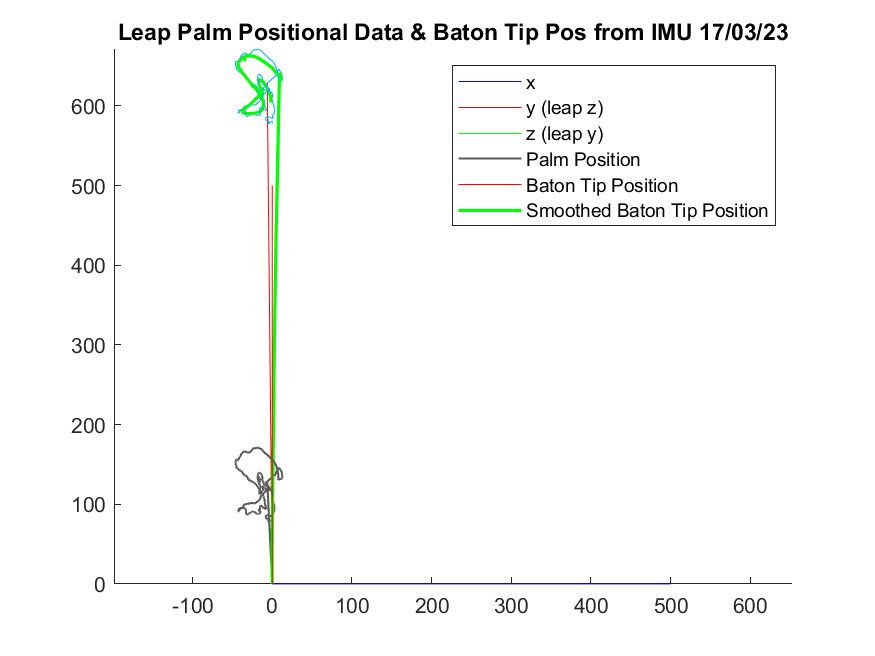 Leap Palm Positional Data & Baton Tip Pos from IMU 17/03/23
x
y (leap z)
z (leap y)
Palm Position
Baton Tip Position
Smoothed Baton Tip Position
600
500
400
300
200
100
0
-100 0 100 200 300 400 500 600